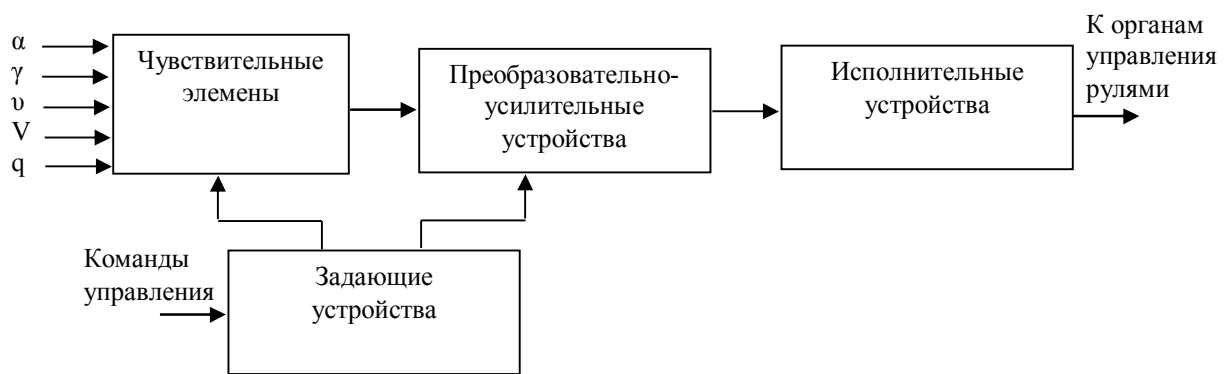 α
γ
υ
V
q
Чувствительные
элемены
Преобразовательно-
усилительные
устройства
Исполнительные
устройства
К органам
управления
рулями
Команды
управления
Задающие
устройства